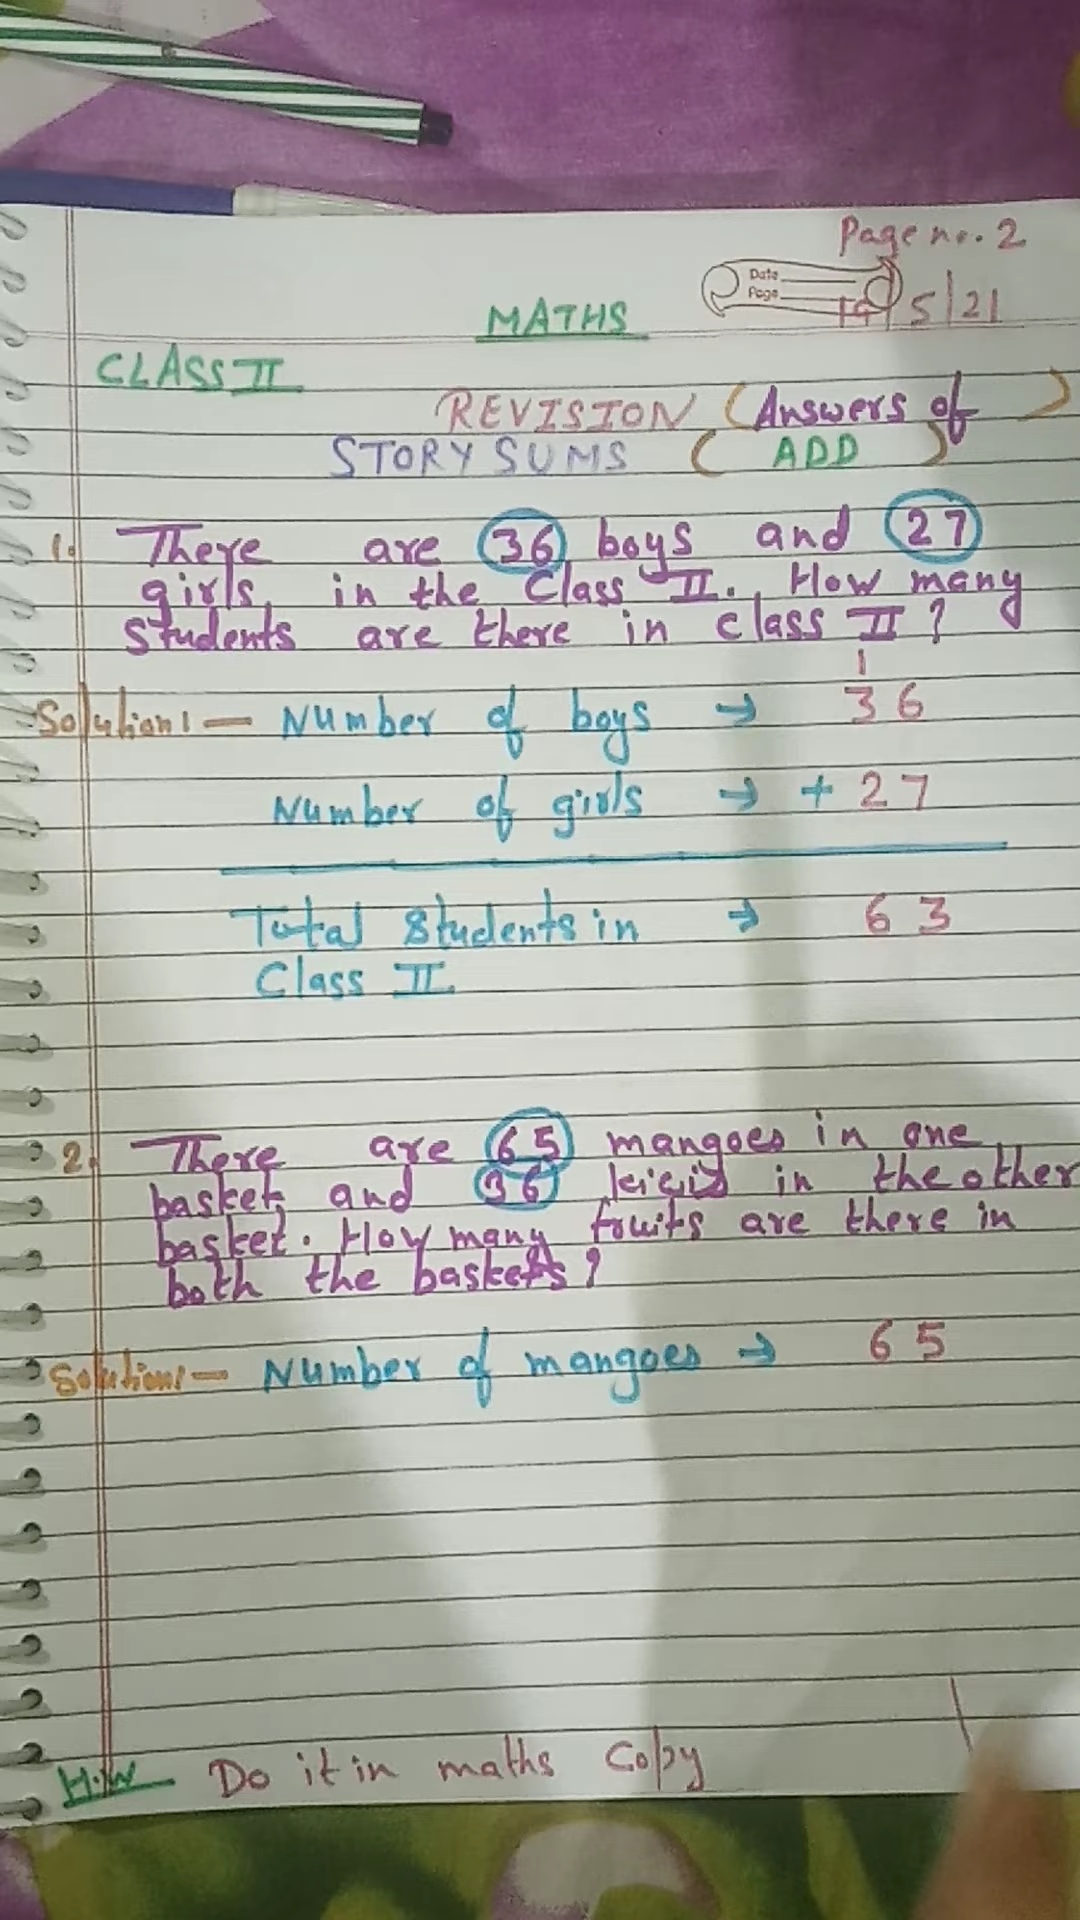 Page no. 2
Date
Page
19/5/21
MATHS
CLASS II
REVISION (Answers of )
STORY SUMS ( ADD )
1. There are 36 boys and 27
girls, in the Class II. How many
students are there in class II ?
1
Solution:— Number of boys → 36
Number of girls → + 27
Total students in → 63
Class II
2. There are 65 mangoes in one
basket, and 36 in the other
basket. How many fruits are there in
both the baskets?
Solution:— Number of mangoes → 65
H.W Do it in maths copy